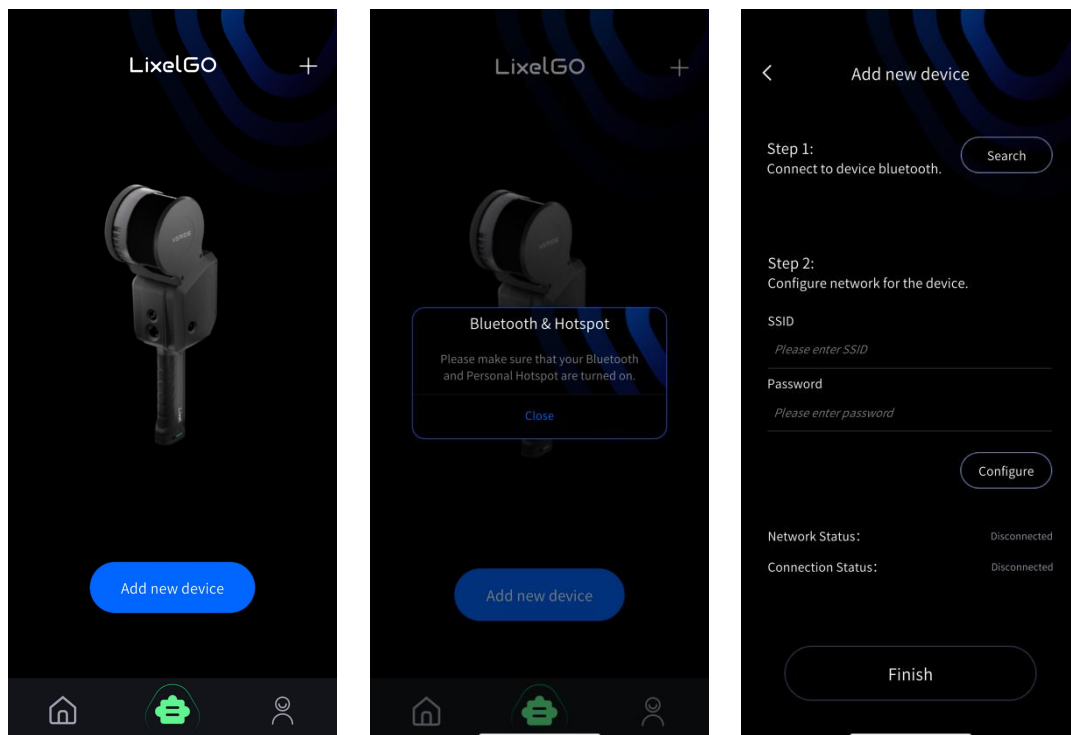 LixelGO
Add new device
LixelGO
Bluetooth & Hotspot
Please make sure that your Bluetooth
and Personal Hotspot are turned on.
Close
Add new device
Add new device
Step 1:
Connect to device bluetooth.
Search
Step 2:
Configure network for the device.
SSID
Please enter SSID
Password
Please enter password
Configure
Network Status:
Disconnected
Connection Status:
Disconnected
Finish